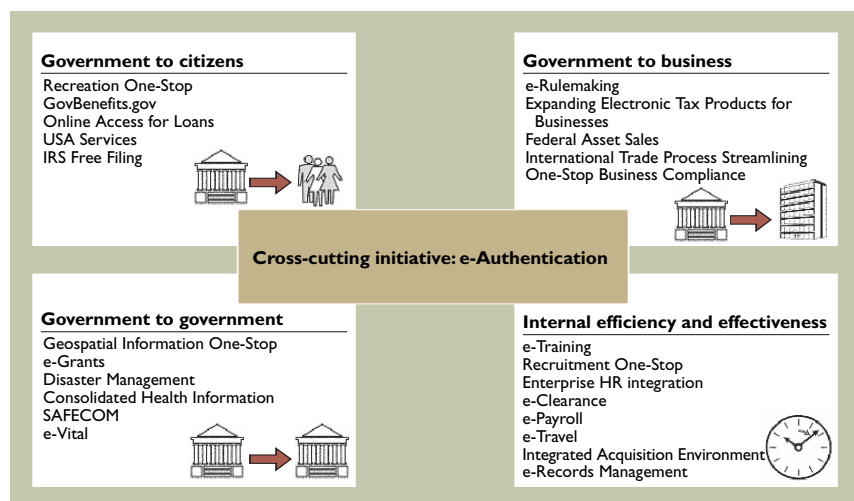 Government to citizens
Recreation One-Stop
GovBenefits.gov
Online Access for Loans
USA Services
IRS Free Filing
Government to business
e-Rulemaking
Expanding Electronic Tax Products for
Businesses
Federal Asset Sales
International Trade Process Streamlining
One-Stop Business Compliance
Cross-cutting initiative: e-Authentication
Government to government
Geospatial Information One-Stop
e-Grants
Disaster Management
Consolidated Health Information
SAFECOM
e-Vital
Internal efficiency and effectiveness
e-Training
Recruitment One-Stop
Enterprise HR integration
e-Clearance
e-Payroll
e-Travel
Integrated Acquisition Environment
e-Records Management